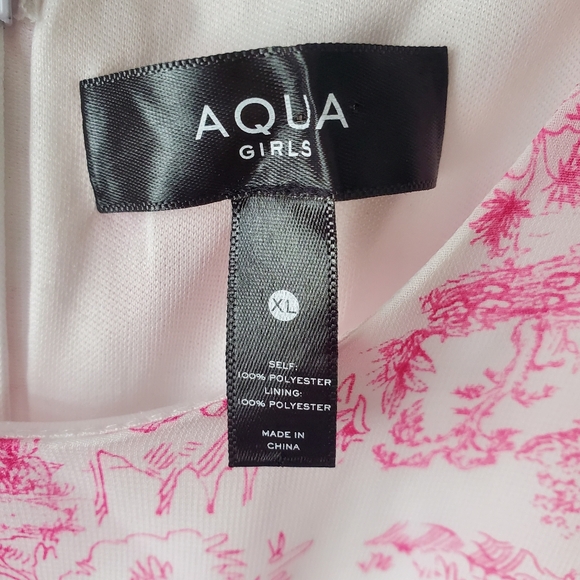 AQUA
GIRLS
XL
SELF:
100% POLYESTER
LINING:
100% POLYESTER
MADE IN
CHINA